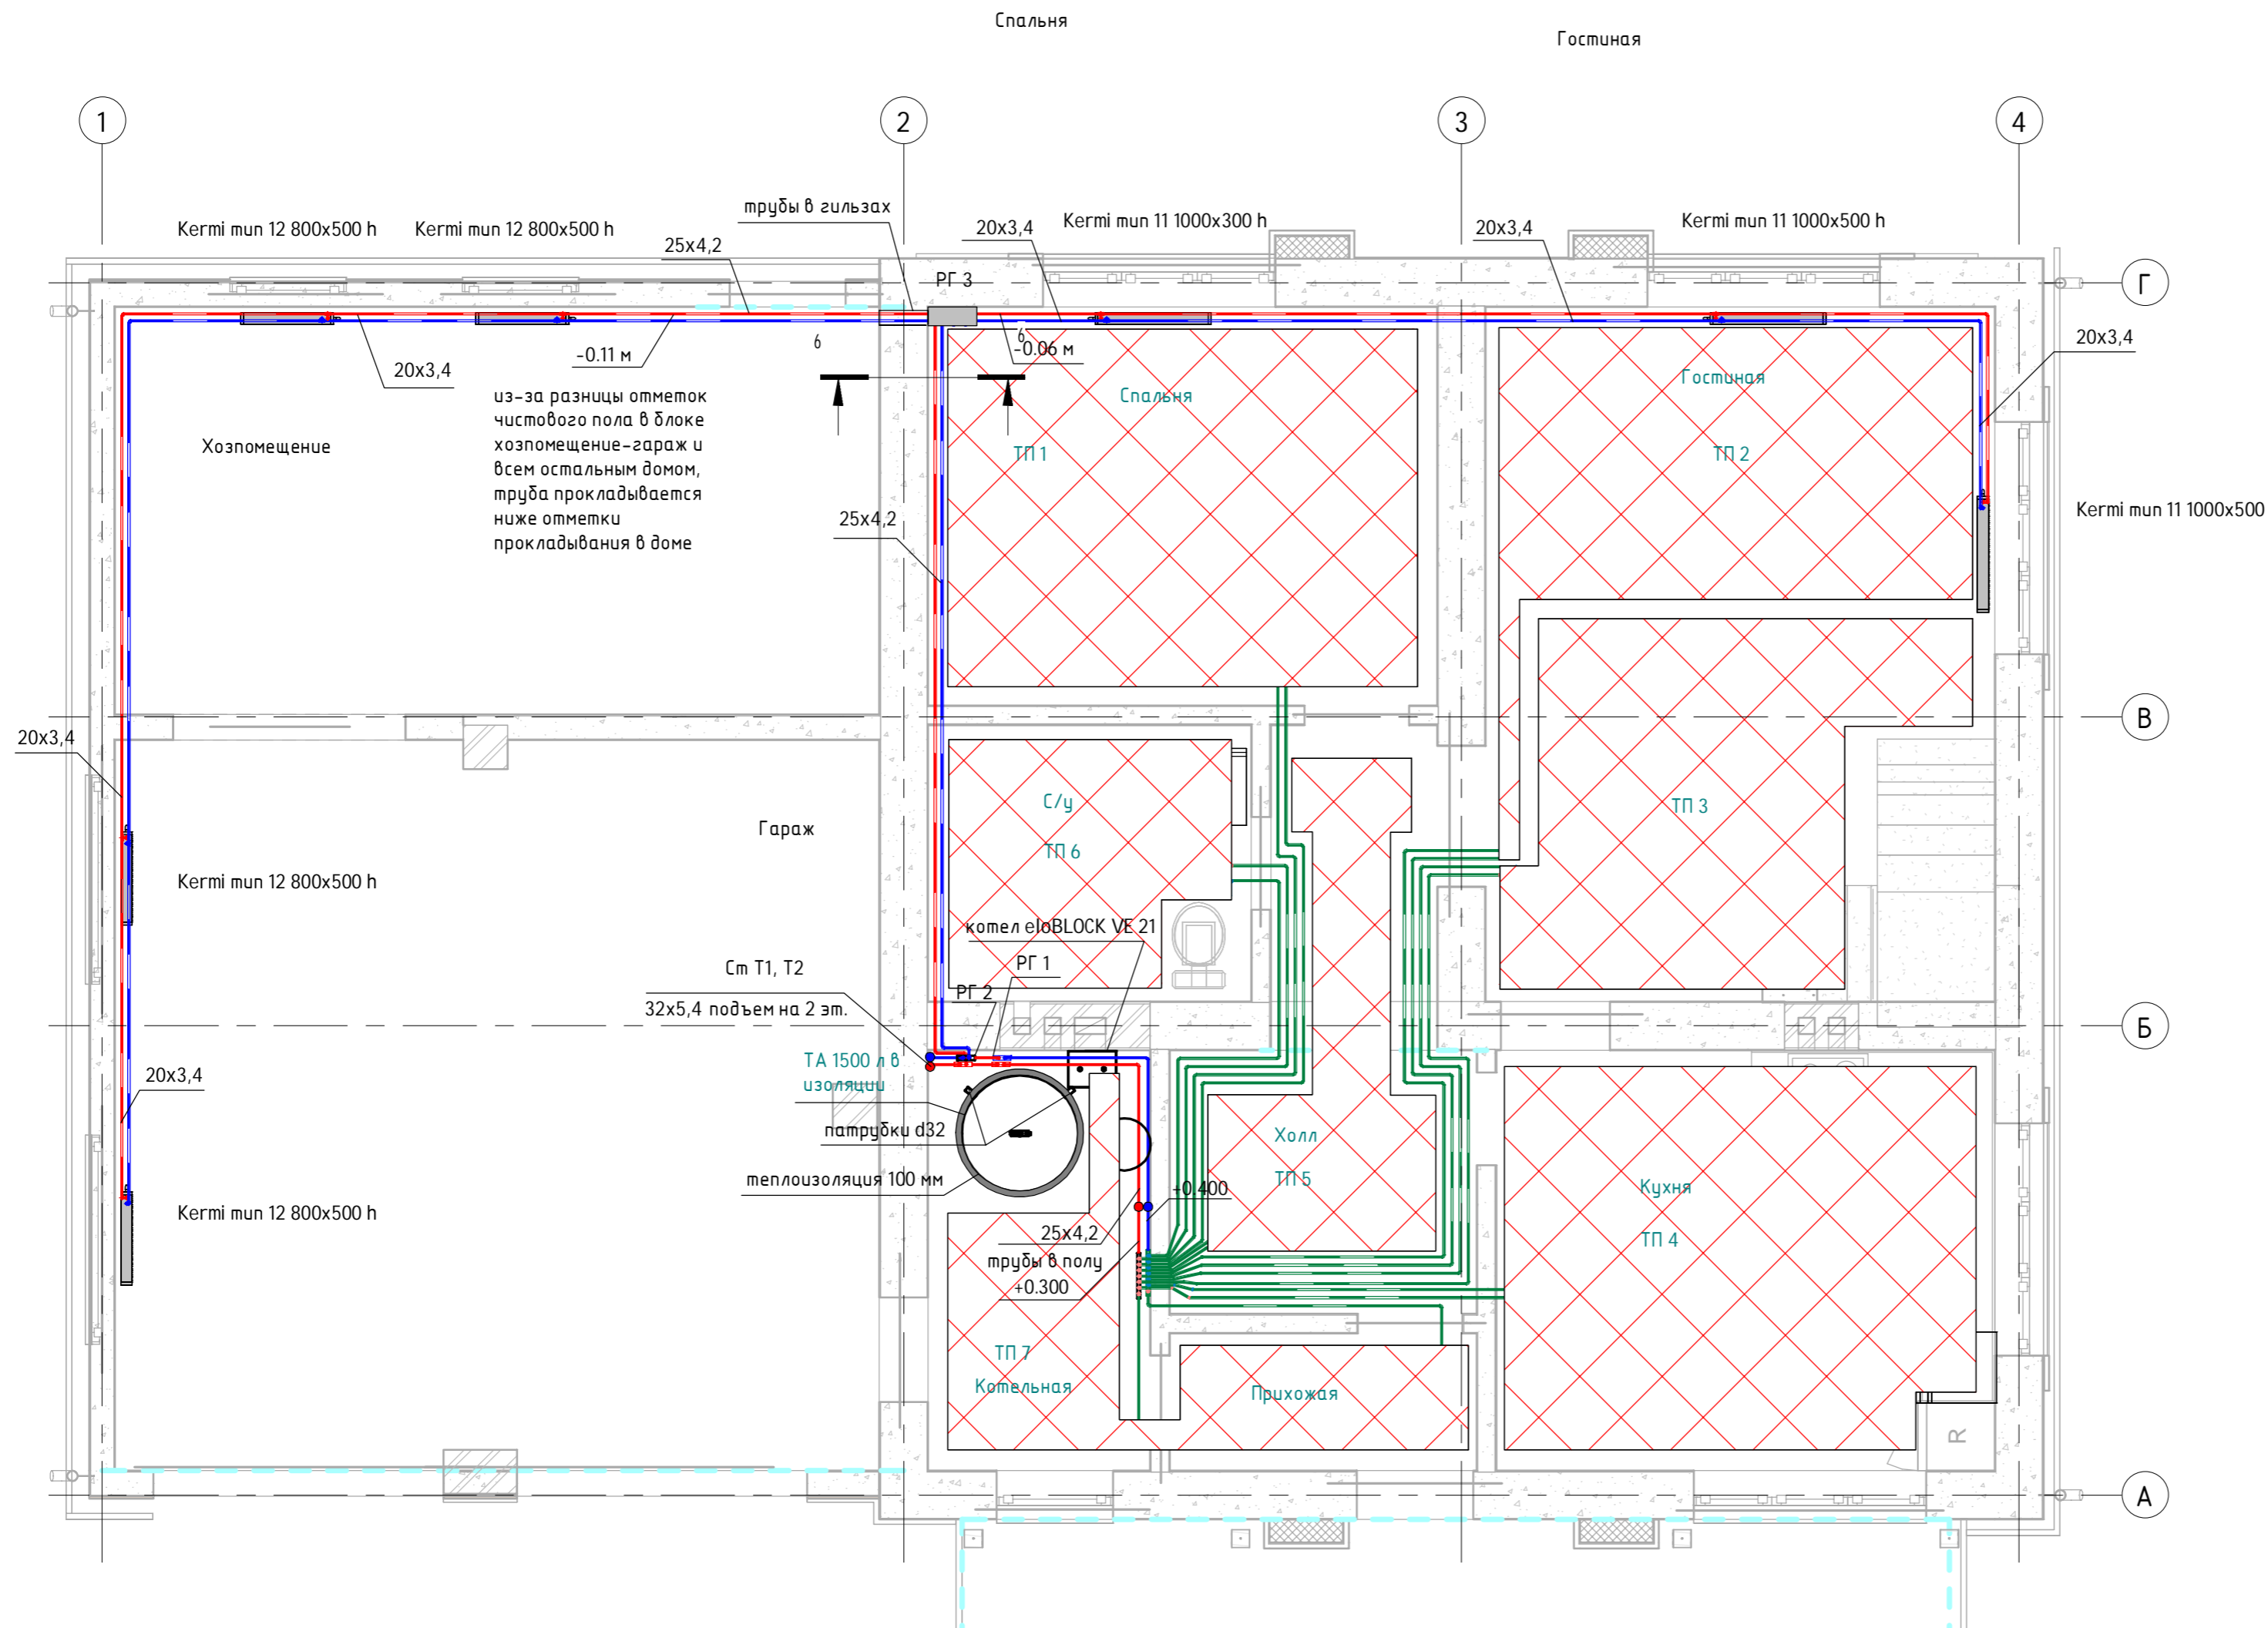 Спальня
Гостиная
1
2
3
4
трубы в гильзах
Kermi тип 12 800x500 h
Kermi тип 12 800x500 h
25x4,2
20x3,4
Kermi тип 11 1000x300 h
20x3,4
Kermi тип 11 1000x500 h
РГ 3
Г
-0.11 м
20x3,4
6
6
-0.06 м
20x3,4
из-за разницы отметок
чистового пола в блоке
хозпомещение-гараж и
всем остальным домом,
труба прокладывается
ниже отметки
прокладывания в доме
Хозпомещение
Спальня
ТП 1
Гостиная
ТП 2
25x4,2
Kermi тип 11 1000x500
20x3,4
В
С/у
ТП 6
ТП 3
Гараж
Kermi тип 12 800x500 h
котел eloBLOCK VE 21
РГ 1
РГ 2
Ст Т1, Т2
32x5,4 подъем на 2 эт.
Б
ТА 1500 л в
изоляции
20x3,4
патрубки d32
теплоизоляция 100 мм
Холл
ТП 5
+0.400
Кухня
ТП 4
Kermi тип 12 800x500 h
25x4,2
трубы в полу
+0.300
ТП 7
Котельная
Прихожая
R
А